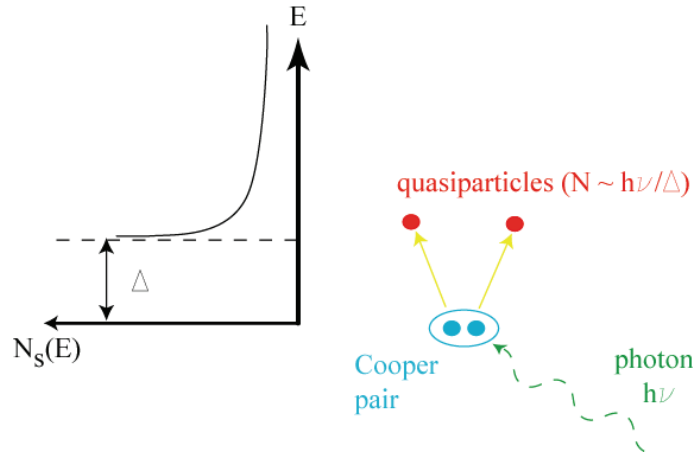 E
quasiparticles (N ~ hν/Δ)
Δ
N_S(E)
Cooper
pair
photon
hν